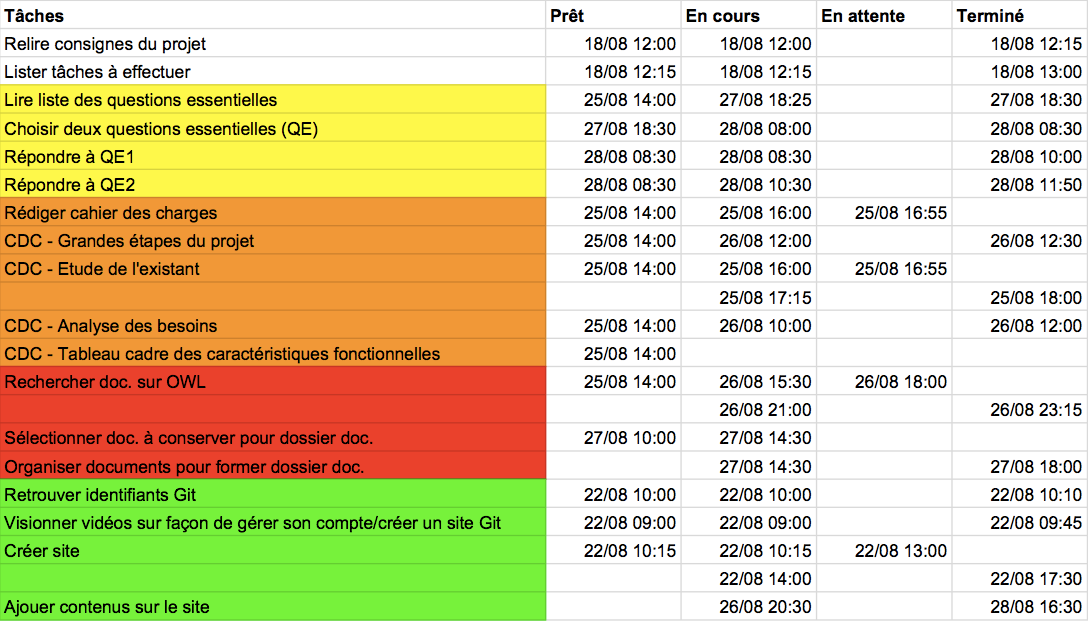 Tâches Prêt En cours En attente Terminé
Relire consignes du projet 18/08 12:00 18/08 12:00 18/08 12:15
Lister tâches à effectuer 18/08 12:15 18/08 12:15 18/08 13:00
Lire liste des questions essentielles 25/08 14:00 27/08 18:25 27/08 18:30
Choisir deux questions essentielles (QE) 27/08 18:30 28/08 08:00 28/08 08:30
Répondre à QE1 28/08 08:30 28/08 08:30 28/08 10:00
Répondre à QE2 28/08 08:30 28/08 10:30 28/08 11:50
Rédiger cahier des charges 25/08 14:00 25/08 16:00 25/08 16:55
CDC - Grandes étapes du projet 25/08 14:00 26/08 12:00 26/08 12:30
CDC - Etude de l'existant 25/08 14:00 25/08 16:00 25/08 16:55
25/08 17:15 25/08 18:00
CDC - Analyse des besoins 25/08 14:00 26/08 10:00 26/08 12:00
CDC - Tableau cadre des caractéristiques fonctionnelles 25/08 14:00
Rechercher doc. sur OWL 25/08 14:00 26/08 15:30 26/08 18:00
26/08 21:00 26/08 23:15
Sélectionner doc. à conserver pour dossier doc. 27/08 10:00 27/08 14:30
Organiser documents pour former dossier doc. 27/08 14:30 27/08 18:00
Retrouver identifiants Git 22/08 10:00 22/08 10:00 22/08 10:10
Visionner vidéos sur façon de gérer son compte/créer un site Git 22/08 09:00 22/08 09:00 22/08 09:45
Créer site 22/08 10:15 22/08 10:15 22/08 13:00
22/08 14:00 22/08 17:30
Ajouer contenus sur le site 26/08 20:30 28/08 16:30